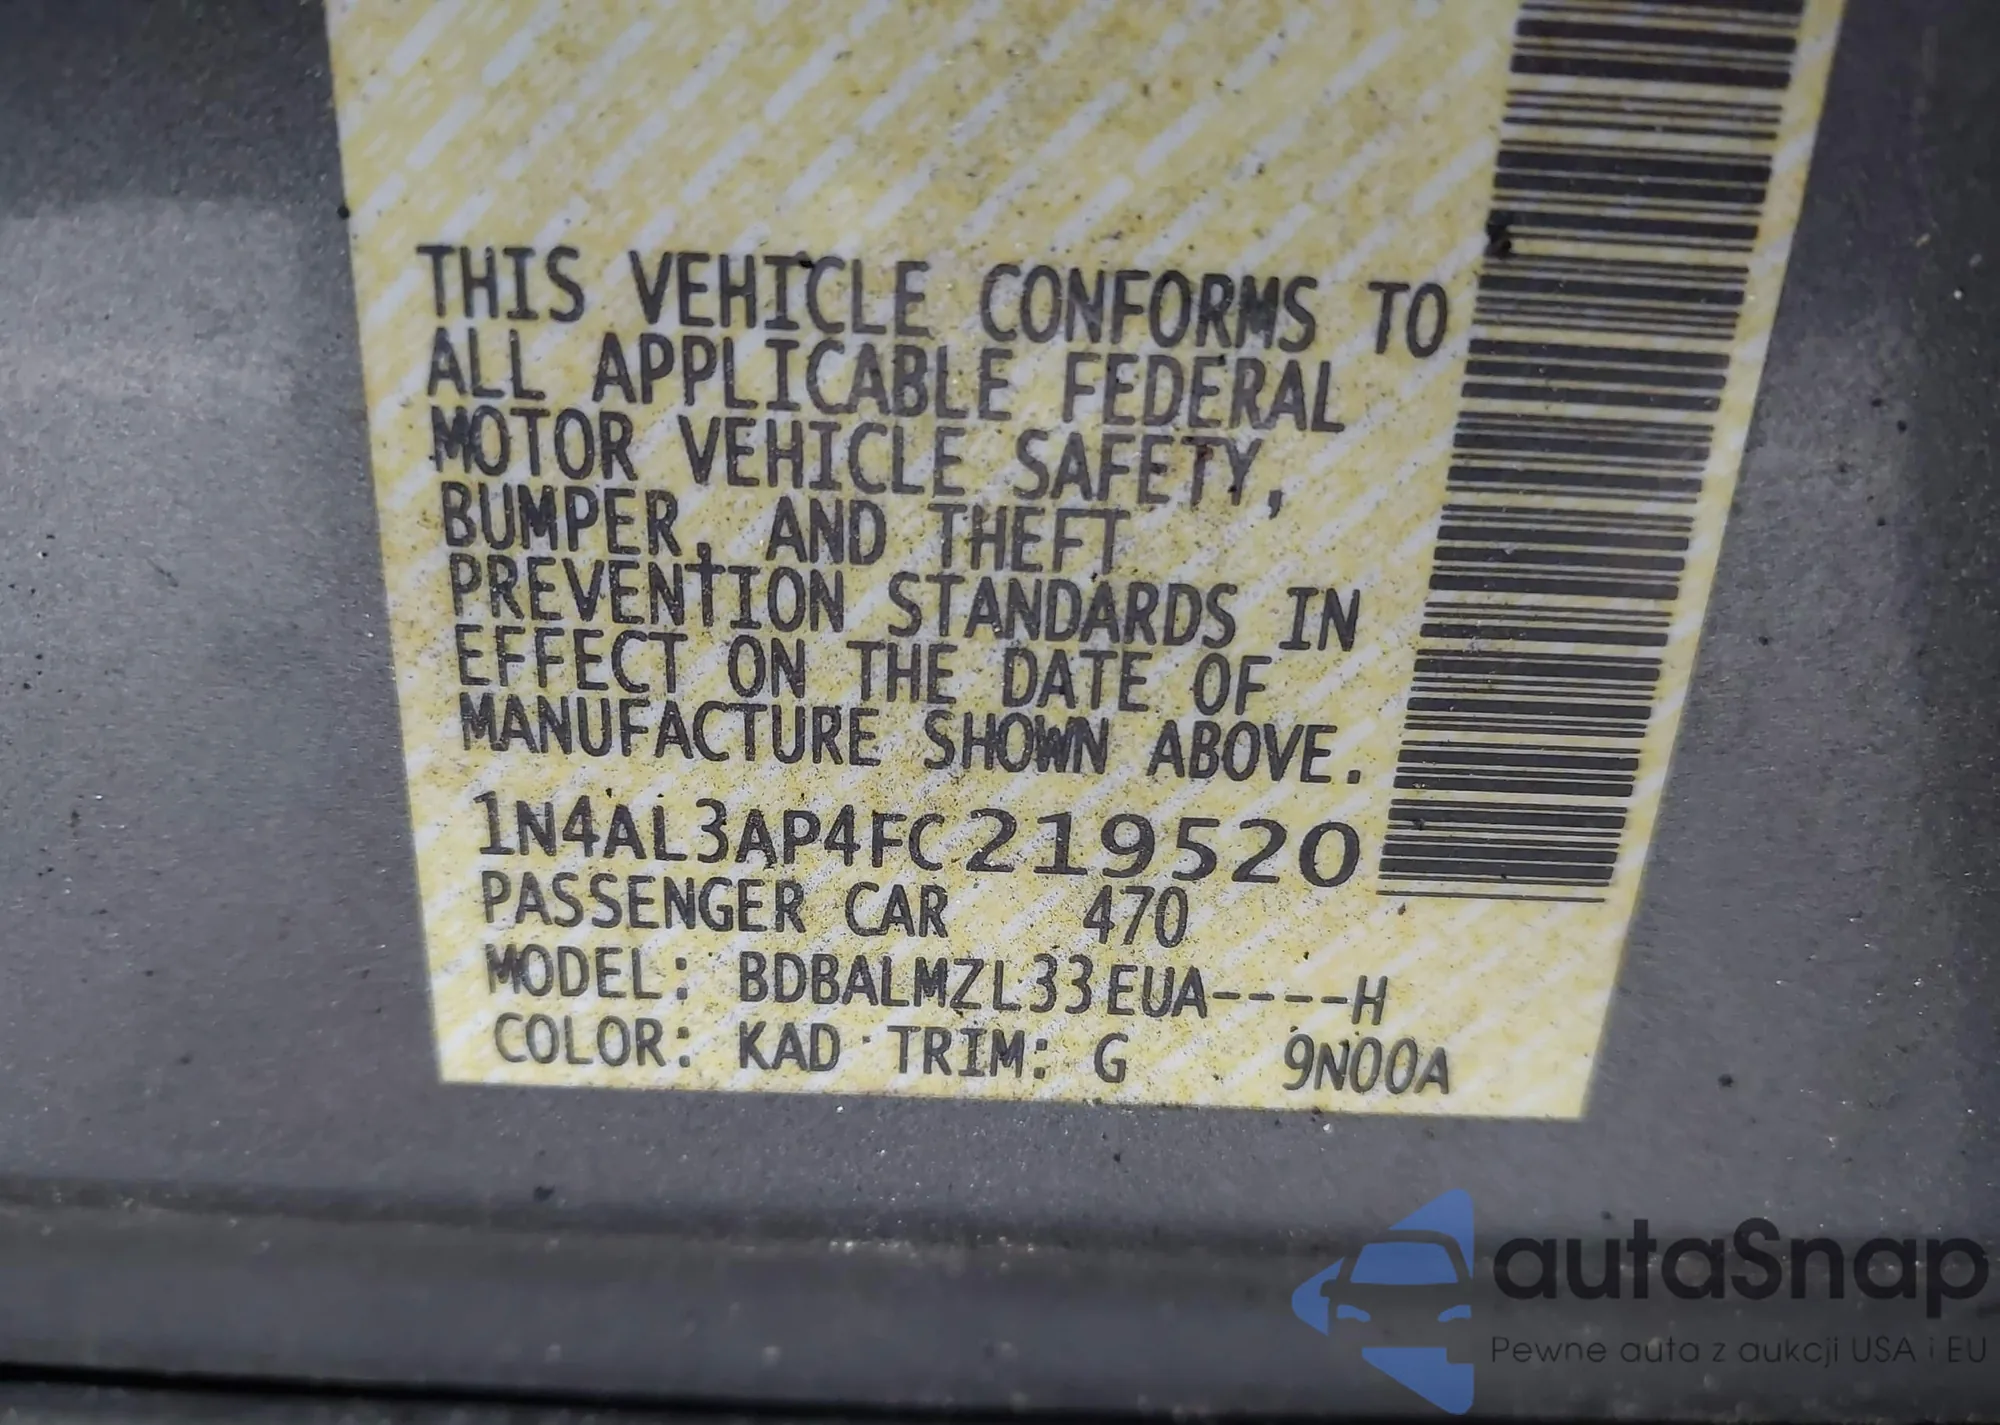 THIS VEHICLE CONFORMS TO
ALL APPLICABLE FEDERAL
MOTOR VEHICLE SAFETY,
BUMPER, AND THEFT
PREVENTION STANDARDS IN
EFFECT ON THE DATE OF
MANUFACTURE SHOWN ABOVE.
1N4AL3AP4FC219520
PASSENGER CAR 470
MODEL: BDBALMZL33EUA----H
COLOR: KAD TRIM: G 9N00A
autaSnap
Pewne auta z aukcji USA i EU